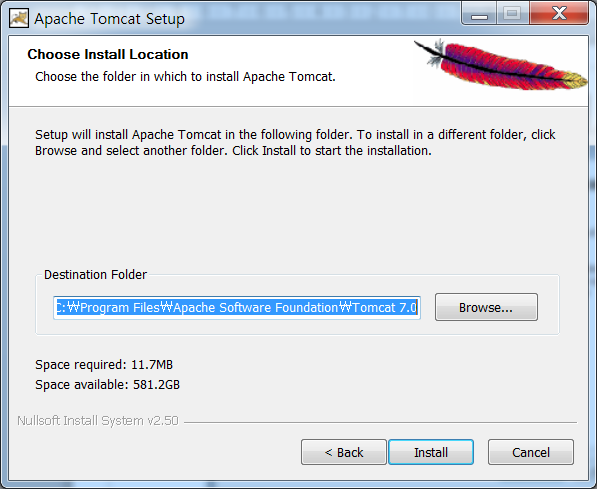 Apache Tomcat Setup
Choose Install Location
Choose the folder in which to install Apache Tomcat.
Setup will install Apache Tomcat in the following folder. To install in a different folder, click
Browse and select another folder. Click Install to start the installation.
Destination Folder
C:₩Program Files₩Apache Software Foundation₩Tomcat 7.0
Browse...
Space required: 11.7MB
Space available: 581.2GB
Nullsoft Install System v2.50
< Back
Install
Cancel